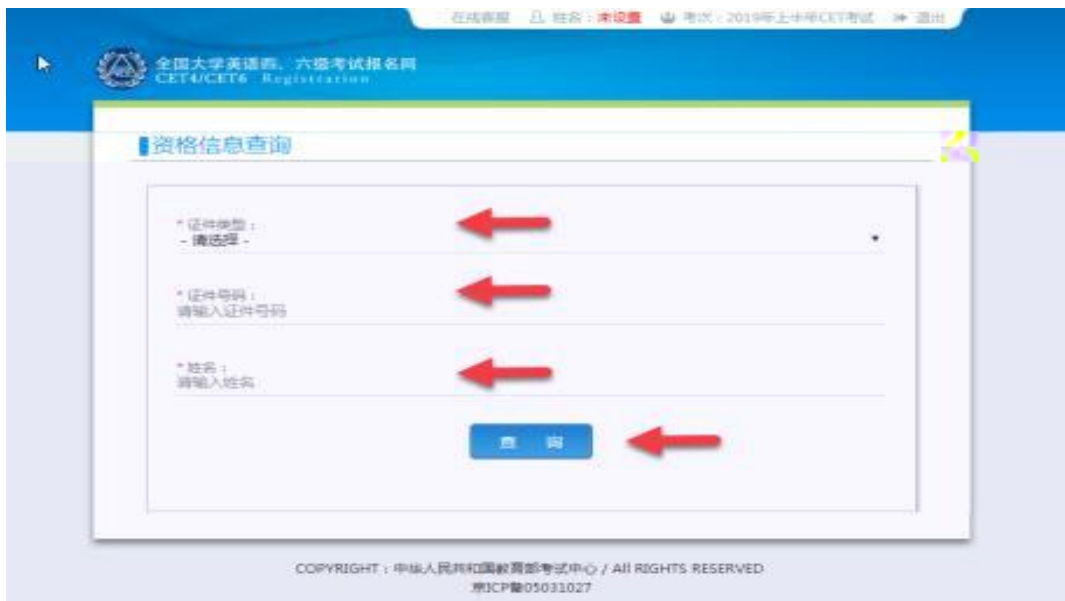 在线客服 姓名：未设置 考次：2019年上半年CET考试 退出
全国大学英语四、六级考试报名网
CET4/CET6 Registration
资格信息查询
* 证件类型：
- 请选择 -
* 证件号码：
请输入证件号码
* 姓名：
请输入姓名
查 询
COPYRIGHT：中华人民共和国教育部考试中心 / All RIGHTS RESERVED
京ICP备05031027